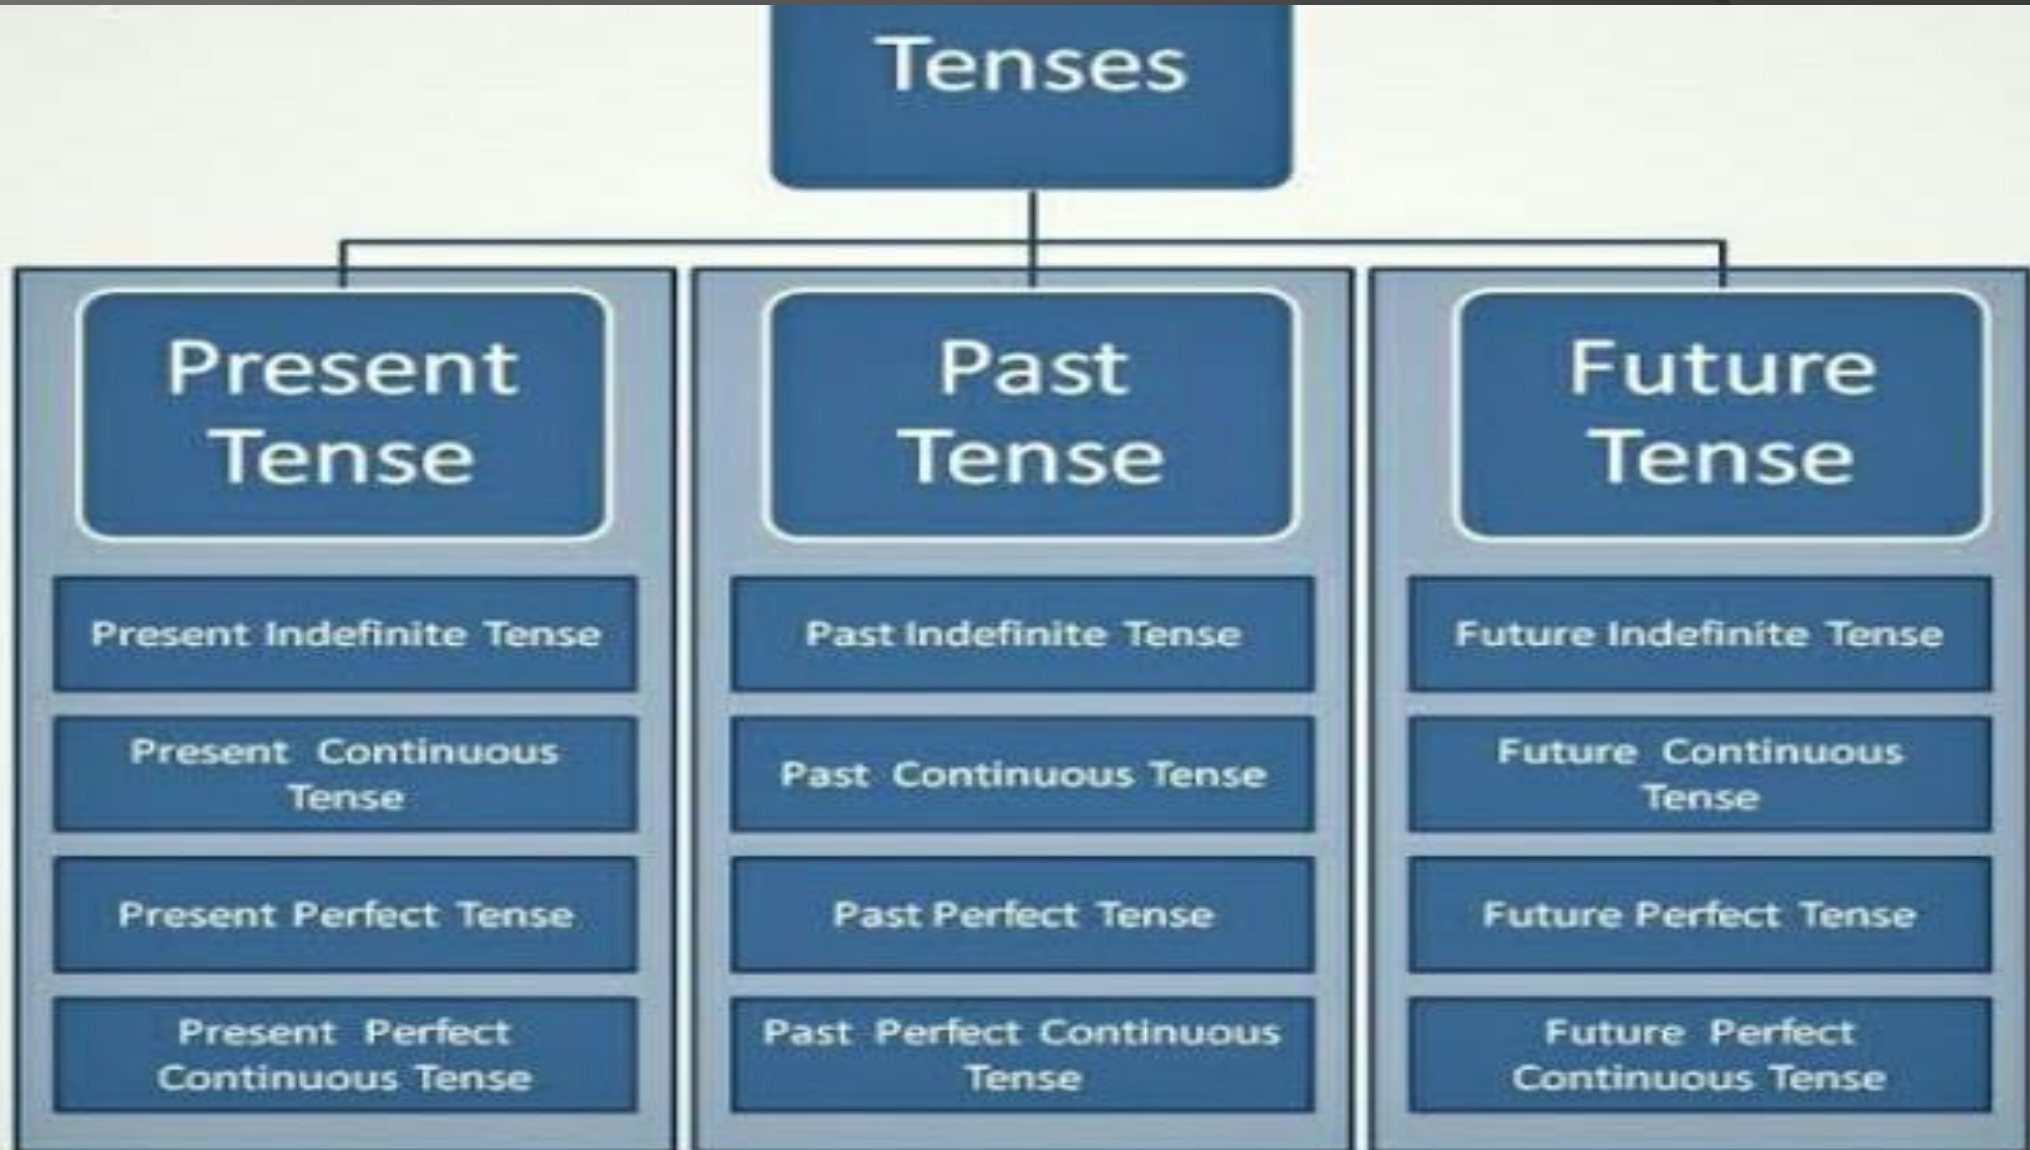 Tenses
Present
Tense
Past
Tense
Future
Tense
Present Indefinite Tense
Past Indefinite Tense
Future Indefinite Tense
Present Continuous
Tense
Past Continuous Tense
Future Continuous
Tense
Present Perfect Tense
Past Perfect Tense
Future Perfect Tense
Present Perfect
Continuous Tense
Past Perfect Continuous
Tense
Future Perfect
Continuous Tense